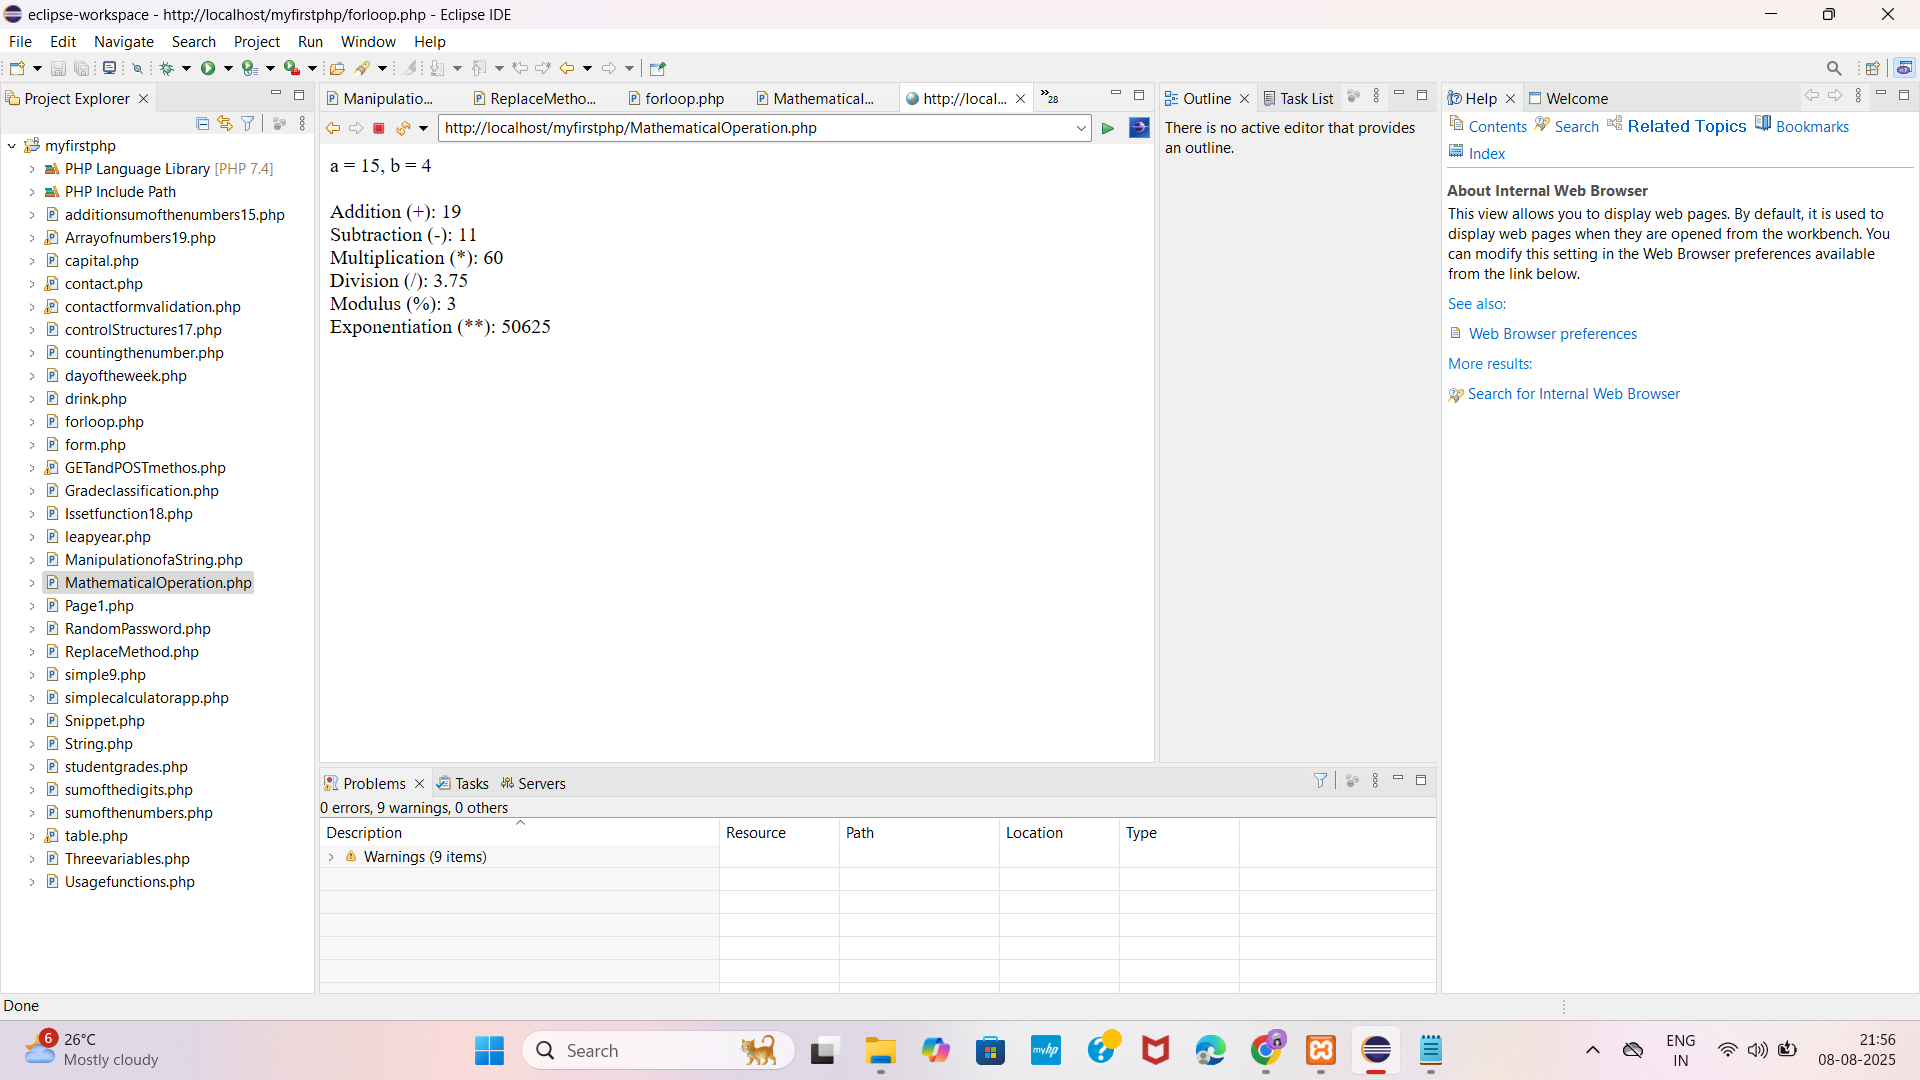 eclipse-workspace - http://localhost/myfirstphp/forloop.php - Eclipse IDE
File Edit Navigate Search Project Run Window Help
Project Explorer
myfirstphp
PHP Language Library [PHP 7.4]
PHP Include Path
additionsumofthenumbers15.php
Arrayofnumbers19.php
capital.php
contact.php
contactformvalidation.php
controlStructures17.php
countingthenumber.php
dayoftheweek.php
drink.php
forloop.php
form.php
GETandPOSTmethos.php
Gradeclassification.php
Issetfunction18.php
leapyear.php
ManipulationofaString.php
MathematicalOperation.php
Page1.php
RandomPassword.php
ReplaceMethod.php
simple9.php
simplecalculatorapp.php
Snippet.php
String.php
studentgrades.php
sumofthedigits.php
sumofthenumbers.php
table.php
Threevariables.php
Usagefunctions.php
Manipulatio... ReplaceMetho... forloop.php Mathematical... http://local... »28
http://localhost/myfirstphp/MathematicalOperation.php
a = 15, b = 4
Addition (+): 19
Subtraction (-): 11
Multiplication (*): 60
Division (/): 3.75
Modulus (%): 3
Exponentiation (**): 50625
Outline Task List
There is no active editor that provides
an outline.
Help Welcome
Contents Search Related Topics Bookmarks
Index
About Internal Web Browser
This view allows you to display web pages. By default, it is used to
display web pages when they are opened from the workbench. You
can modify this setting in the Web Browser preferences available
from the link below.
See also:
Web Browser preferences
More results:
Search for Internal Web Browser
Problems Tasks Servers
0 errors, 9 warnings, 0 others
Description Resource Path Location Type
Warnings (9 items)
Done
6
26°C
Mostly cloudy
Search
myhp
ENG
IN
21:56
08-08-2025